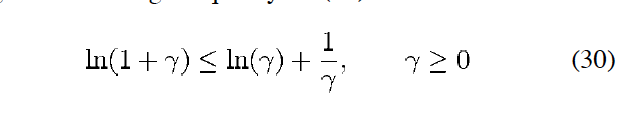 ln(1 + γ) ≤ ln(γ) + 1/γ, γ ≥ 0 (30)